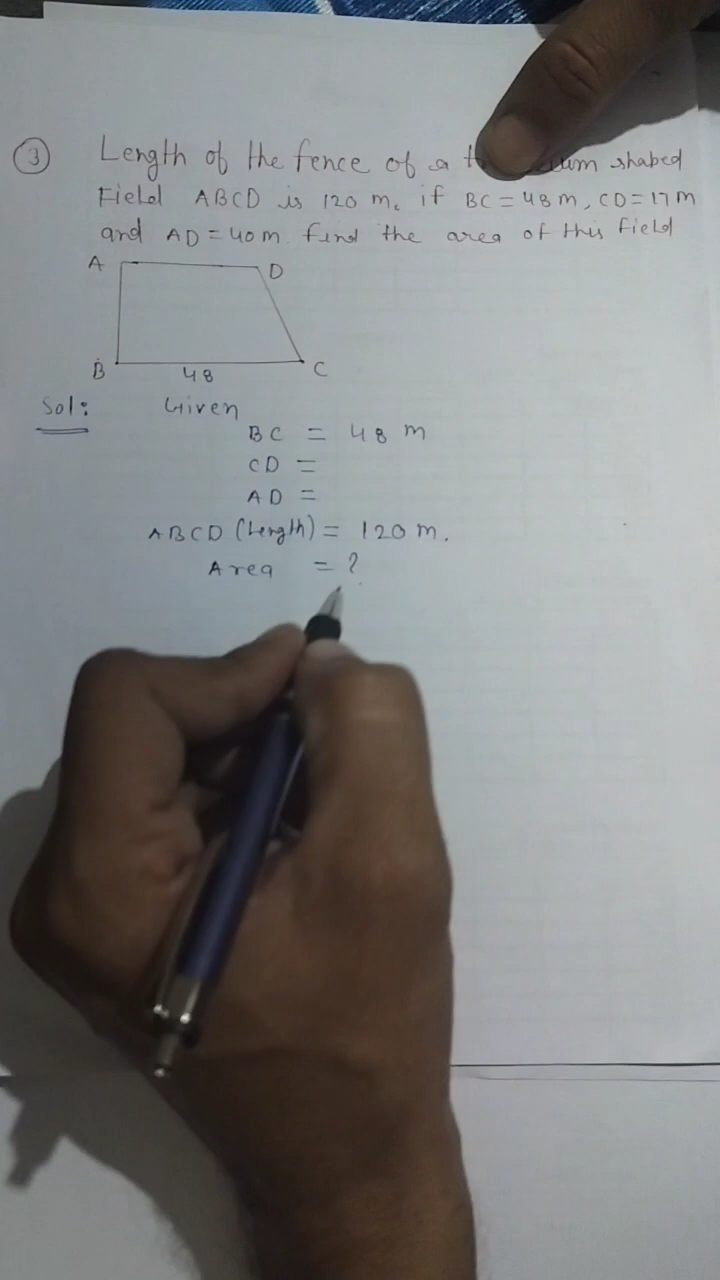 3 Length of the fence of a shaped
Field ABCD is 120 m. if BC = 48 m, CD = 17 m
and AD = 40 m. find the area of this field
A D
B 48 C
Sol: Given
BC = 48 m
CD =
AD =
ABCD (Length) = 120 m.
Area = ?